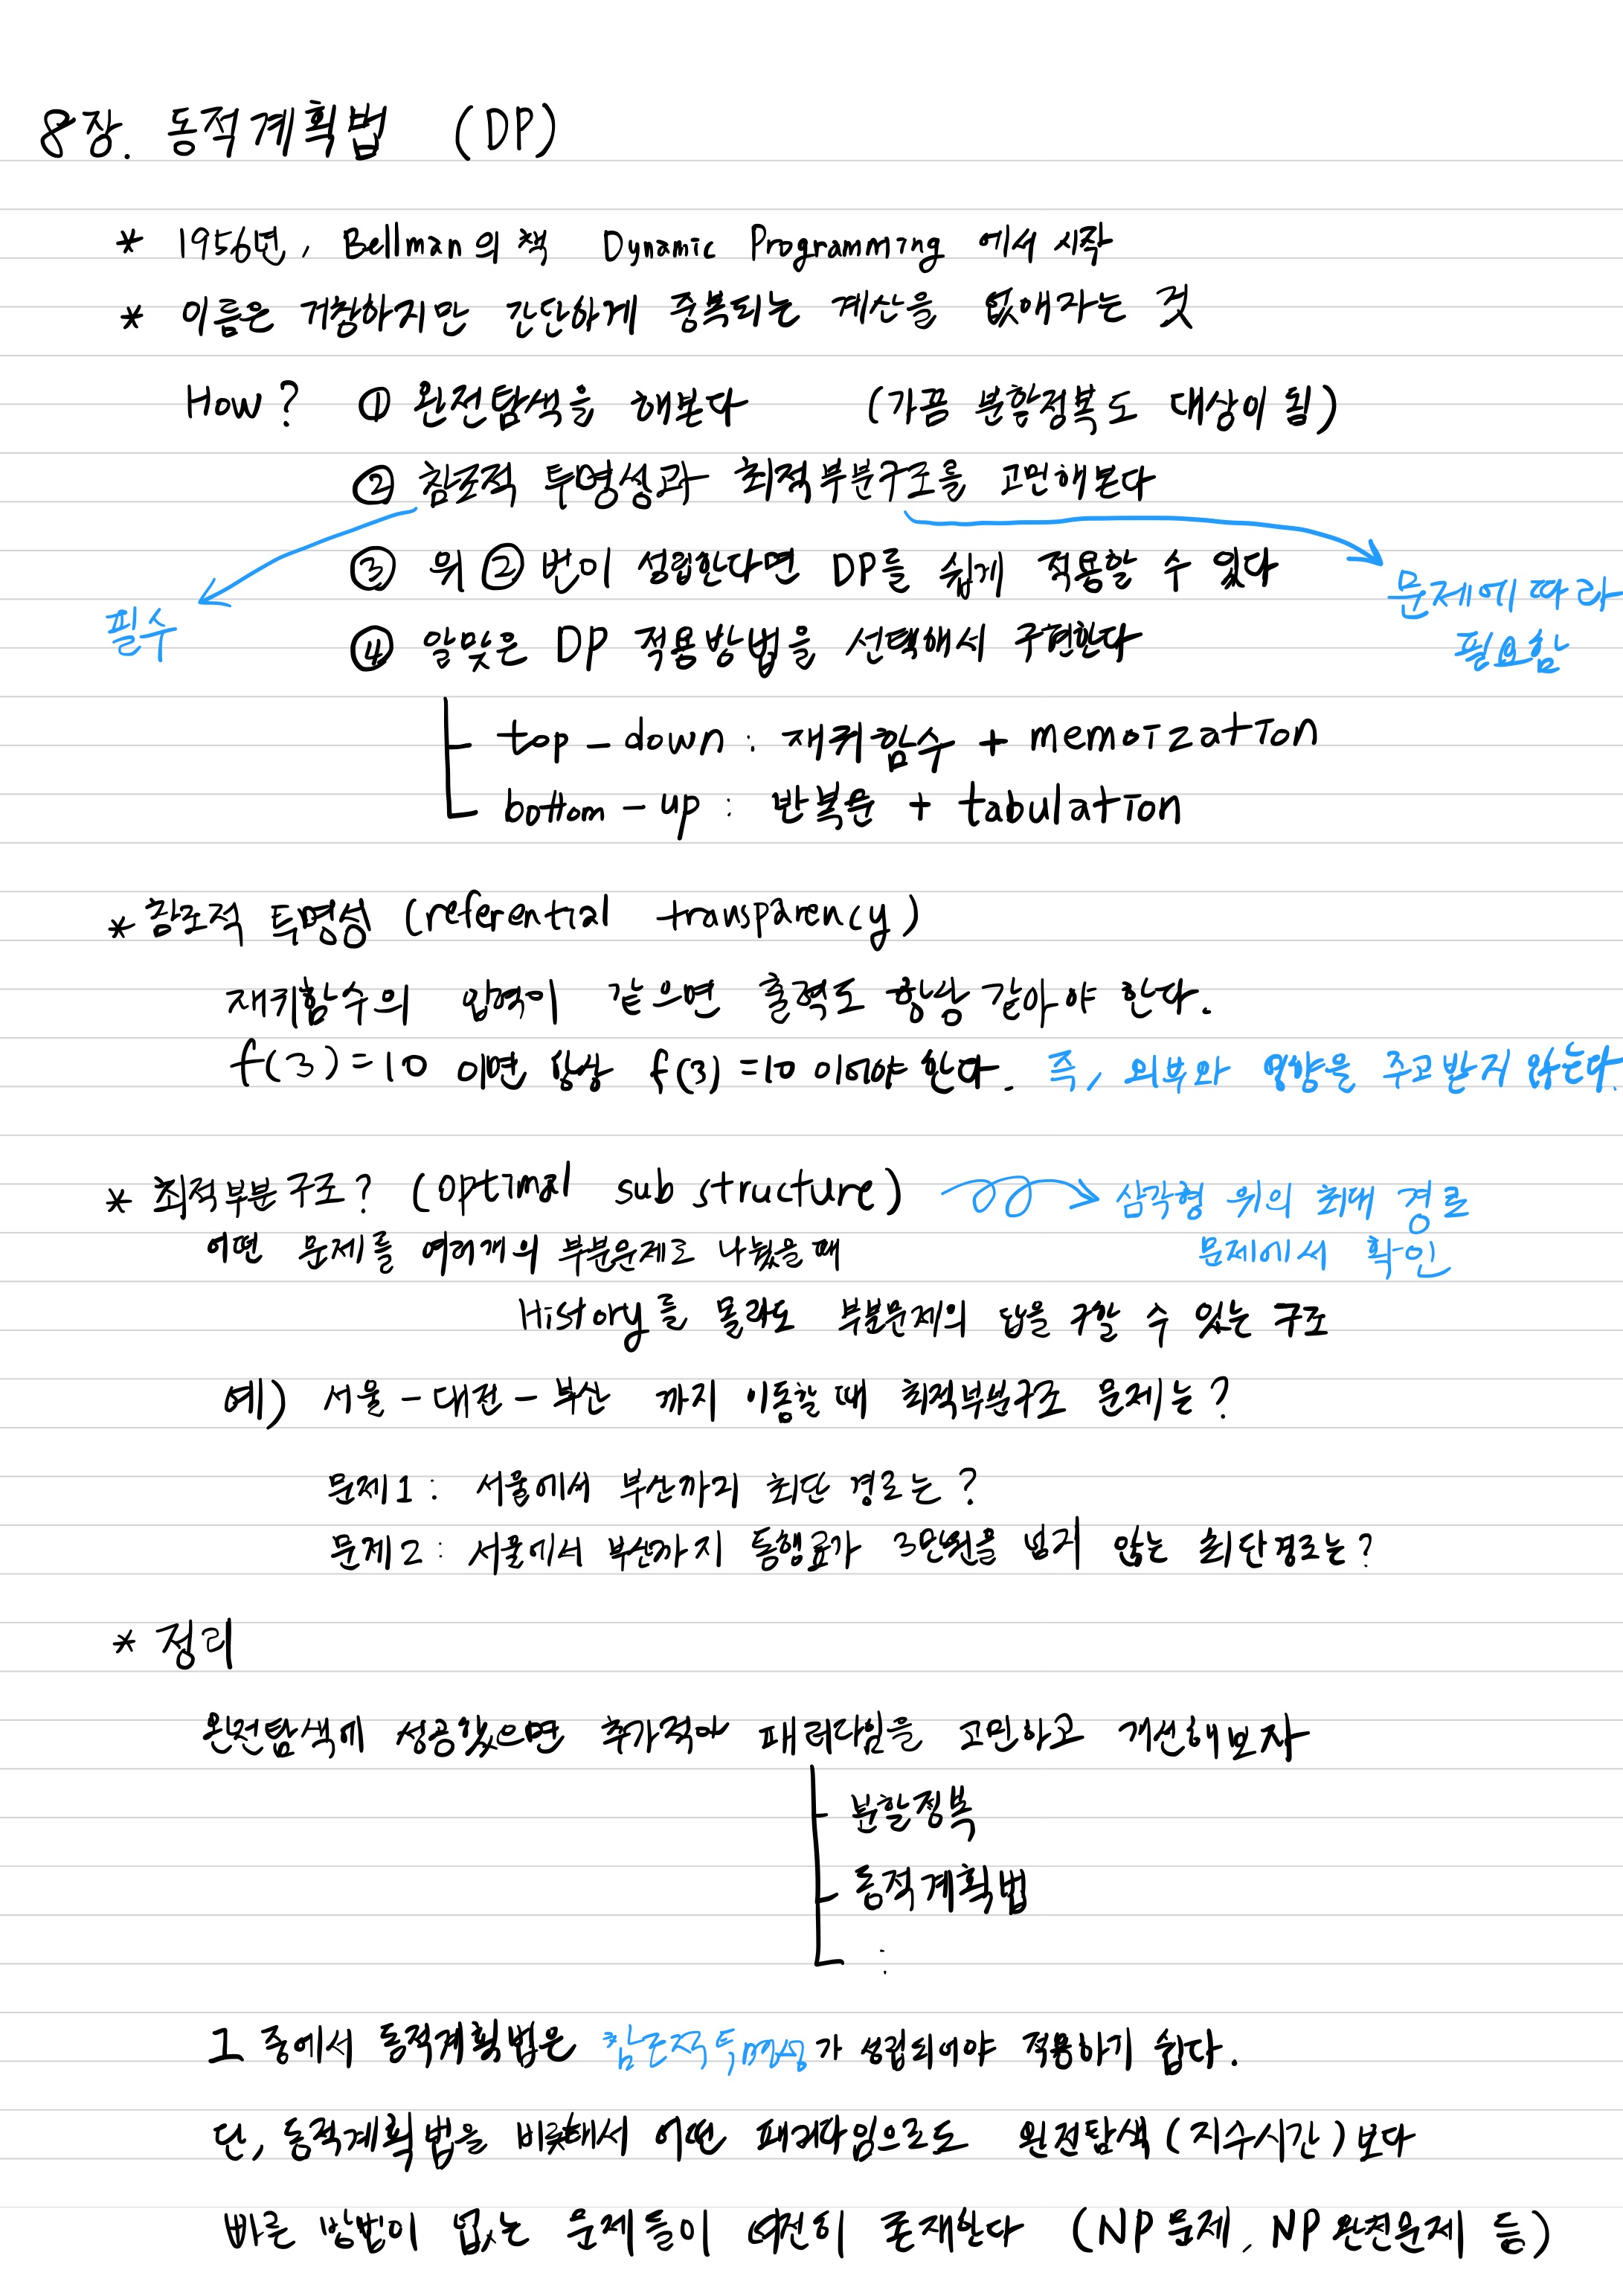 8장. 동적계획법 (DP)
* 1956년, Bellman의 책 Dynamic Programming 에서 시작
* 이름은 거창하지만 간단하게 중복되는 계산을 없애자는 것
How? ① 완전탐색을 해본다 (가끔 분할정복도 대상이 됨)
② 참조적 투명성과 최적부분구조를 고민해본다
③ 위 ②번이 성립한다면 DP를 쉽게 적용할 수 있다
필수
문제에 따라
필요함
④ 알맞은 DP 적용방법을 선택해서 구현한다
top-down : 재귀함수 + memoization
bottom-up : 반복문 + tabulation
* 참조적 투명성 (referential transparency)
재귀함수의 입력이 같으면 출력도 항상 같아야 한다.
f(3)=10 이면 항상 f(3)=10 이어야 한다. 즉, 외부와 영향을 주고받지 않는다.
* 최적부분구조? (optimal substructure)
삼각형 위의 최대 경로
문제에서 확인
어떤 문제를 여러개의 부분문제로 나눴을 때
History를 몰라도 부분문제의 답을 구할 수 있는 구조
예) 서울-대전-부산 까지 이동할 때 최적부분구조 문제는?
문제1 : 서울에서 부산까지 최단 경로는?
문제2 : 서울에서 부산까지 통행료가 3만원을 넘지 않는 최단경로는?
* 정리
완전탐색에 성공했으면 추가적인 패러다임을 고민하고 개선해보자
분할정복
동적계획법
:
그 중에서 동적계획법은 참조적투명성가 성립되어야 적용하기 쉽다.
단, 동적계획법을 비롯해서 어떤 패러다임으로도 완전탐색(지수시간)보다
빠른 방법이 없는 문제들이 여전히 존재한다 (NP문제, NP완전문제 등)